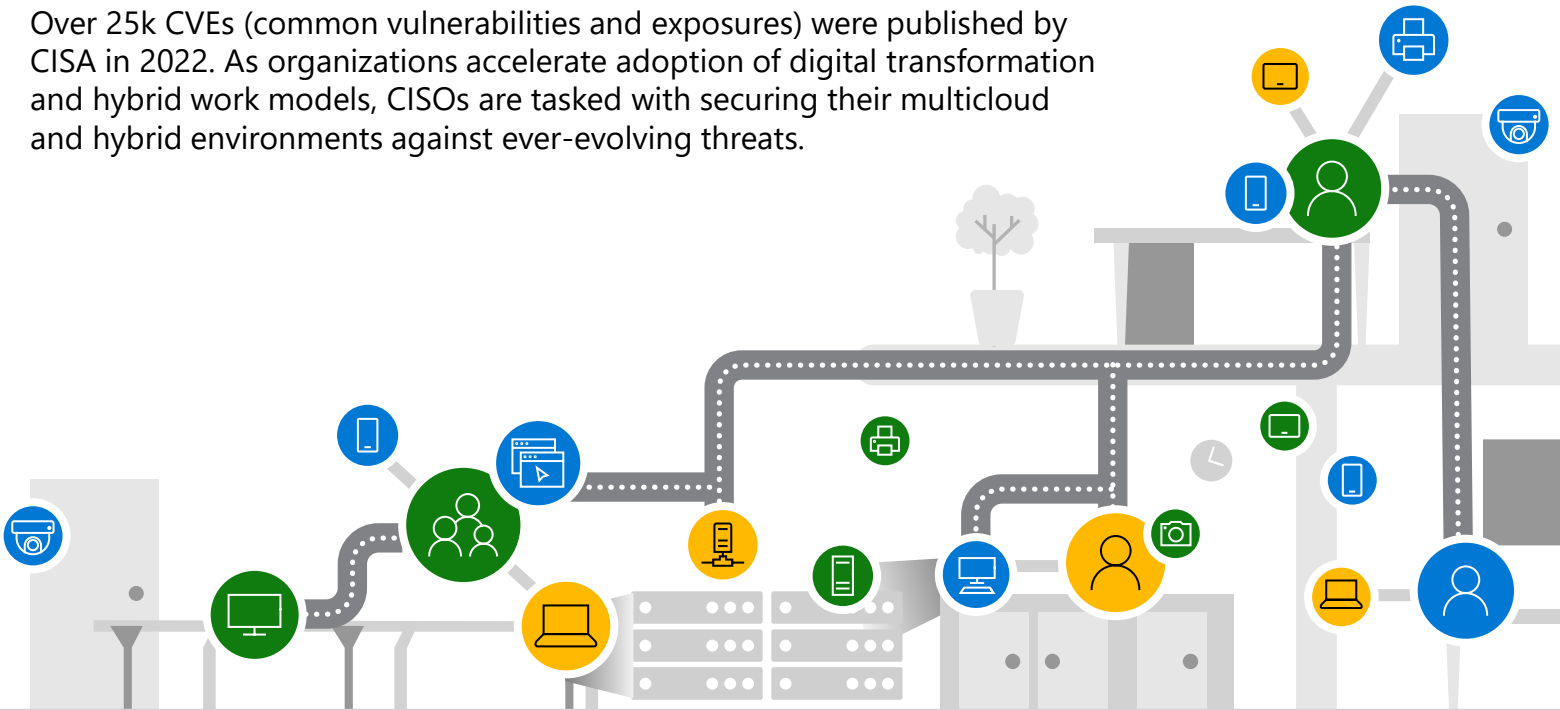 Over 25k CVEs (common vulnerabilities and exposures) were published by
CISA in 2022. As organizations accelerate adoption of digital transformation
and hybrid work models, CISOs are tasked with securing their multicloud
and hybrid environments against ever-evolving threats.